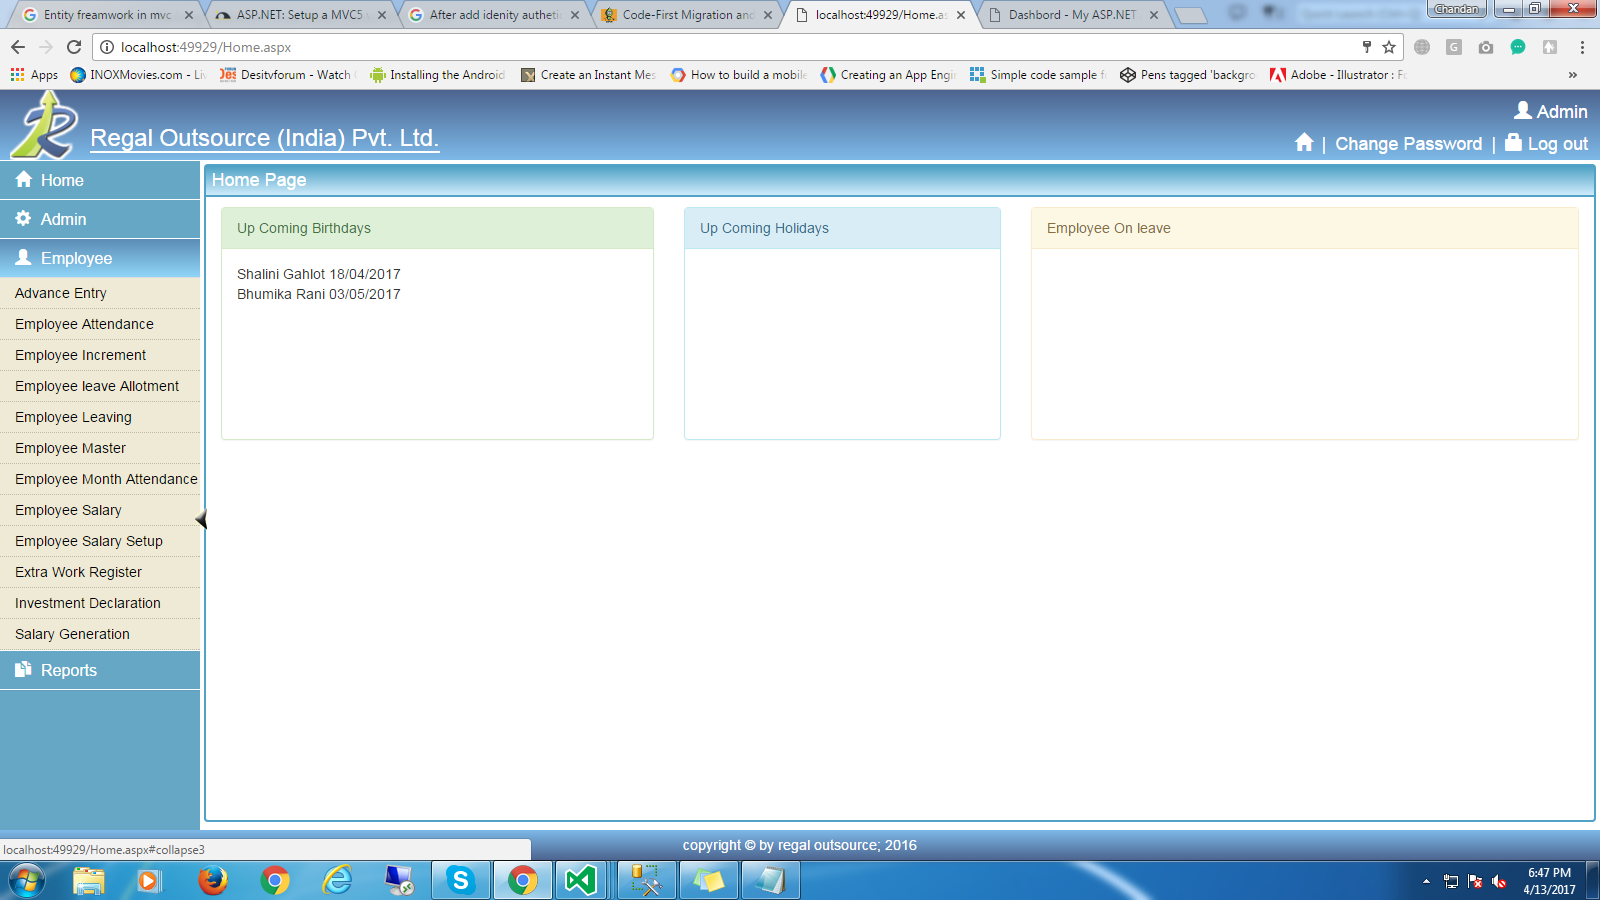 Entity freamwork in mvc
ASP.NET: Setup a MVC5
After add idenity autheti
Code-First Migration and
localhost:49929/Home.as
Dashbord - My ASP.NET
Chandan
localhost:49929/Home.aspx
Apps
INOXMovies.com - Liv
Desitvforum - Watch
Installing the Android
Create an Instant Mes
How to build a mobile
Creating an App Engin
Simple code sample f
Pens tagged 'backgro
Adobe - Illustrator : Fo
»
Regal Outsource (India) Pvt. Ltd.
Admin
| Change Password | Log out
Home
Admin
Employee
Advance Entry
Employee Attendance
Employee Increment
Employee leave Allotment
Employee Leaving
Employee Master
Employee Month Attendance
Employee Salary
Employee Salary Setup
Extra Work Register
Investment Declaration
Salary Generation
Reports
Home Page
Up Coming Birthdays
Shalini Gahlot 18/04/2017
Bhumika Rani 03/05/2017
Up Coming Holidays
Employee On leave
copyright © by regal outsource; 2016
localhost:49929/Home.aspx#collapse3
6:47 PM
4/13/2017